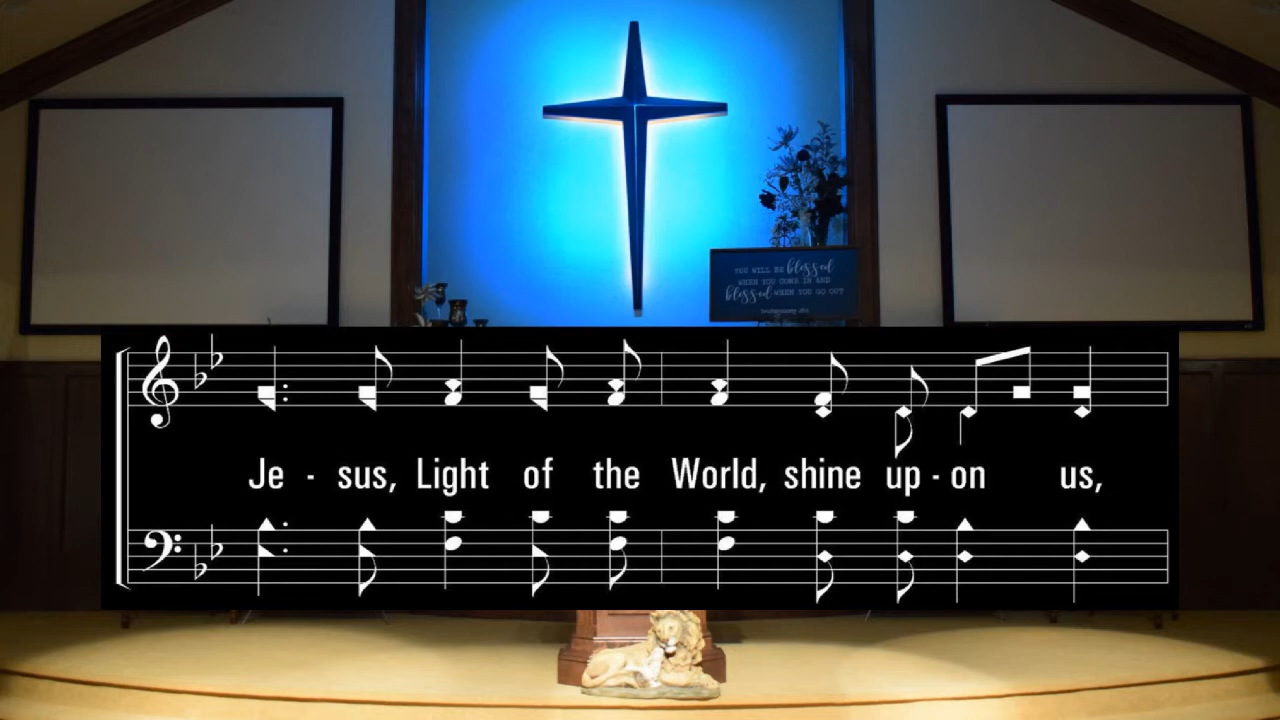 YOU WILL BE blessed
WHEN YOU COME IN AND
blessed WHEN YOU GO OUT
Je - sus, Light of the World, shine up - on us,